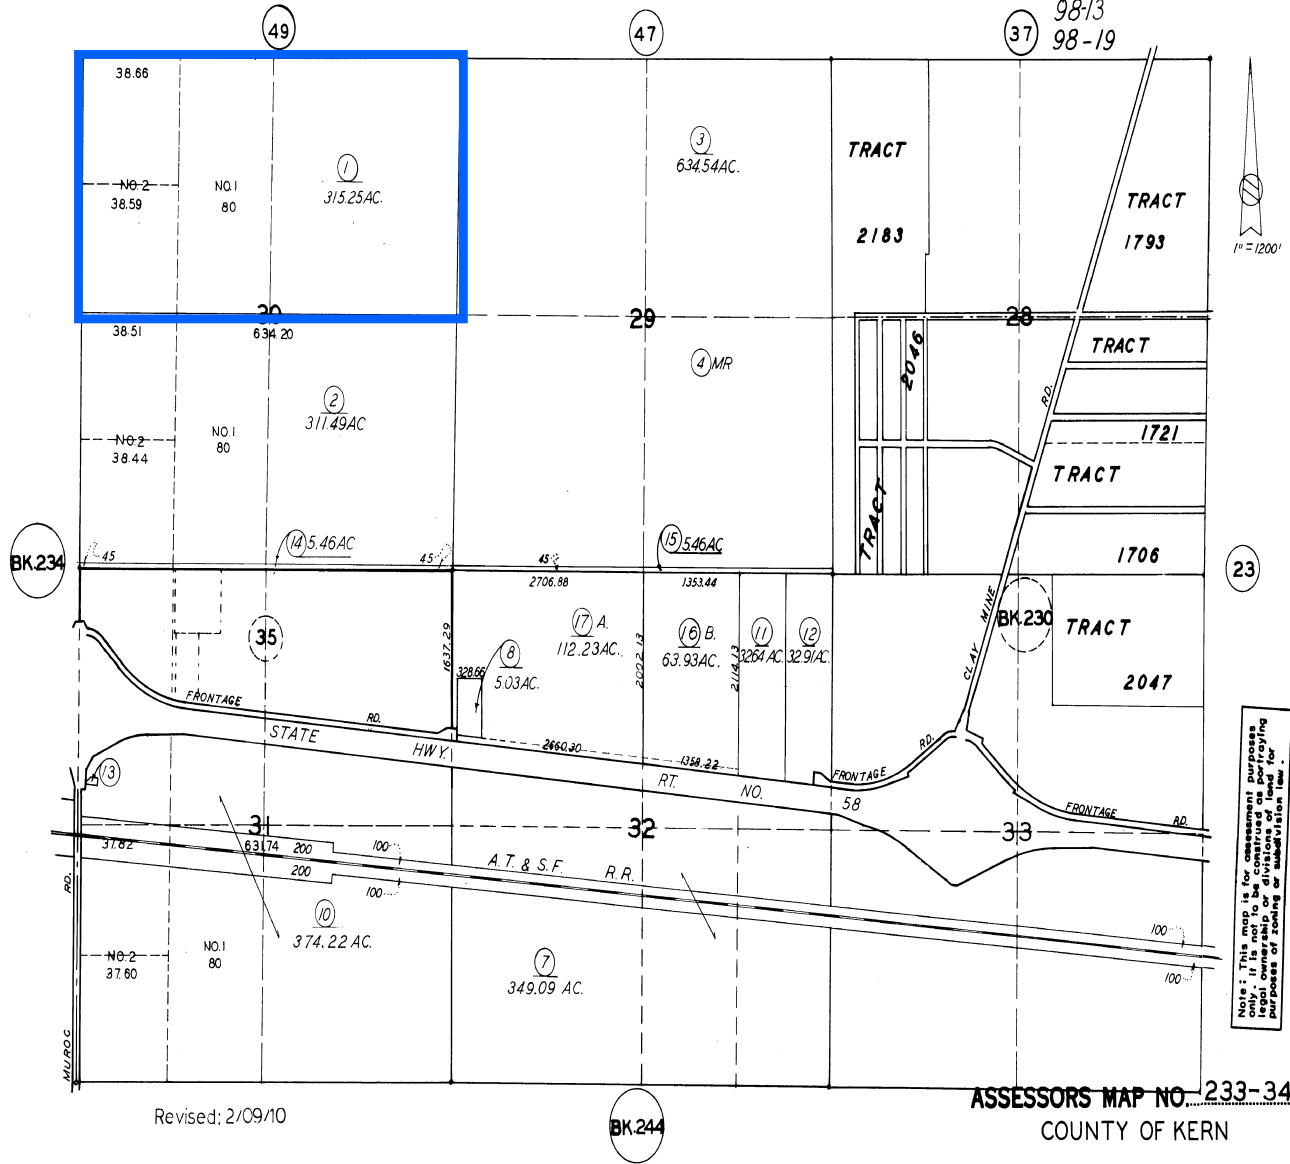 49
47
37
98-13
98-19
38.66
NO.2
38.59
NO.1
80
1
315.25AC.
3
634.54AC.
TRACT
2183
TRACT
1793
1" = 1200'
30
634.20
38.51
29
28
4 MR
2046
TRACT
TRACT
RD.
1721
TRACT
1706
2
311.49AC
NO.2
38.44
NO.1
80
BK.234
45
14 5.46AC
45
45
15 5.46AC
23
2706.88
1353.44
35
1637.29
328.66
8
5.03AC.
17 A.
112.23AC.
2002.13
16 B.
63.93AC.
2114.13
11
32.64AC.
12
32.91AC.
CLAY MINE
BK.230
TRACT
2047
FRONTAGE RD.
STATE HWY. RT. NO. 58
2660.30
1358.22
FRONTAGE RD.
FRONTAGE RD.
13
31
631.74
37.82
200
200
100
100
32
33
A.T. & S.F. R.R.
10
374.22 AC.
NO.2
37.60
NO.1
80
7
349.09 AC.
100
100
MUROC RD.
Note: This map is for assessment purposes
only. It is not to be construed as portraying
legal ownership or divisions of land for
purposes of zoning or subdivision law.
Revised: 2/09/10
BK.244
ASSESSORS MAP NO. 233-34
COUNTY OF KERN